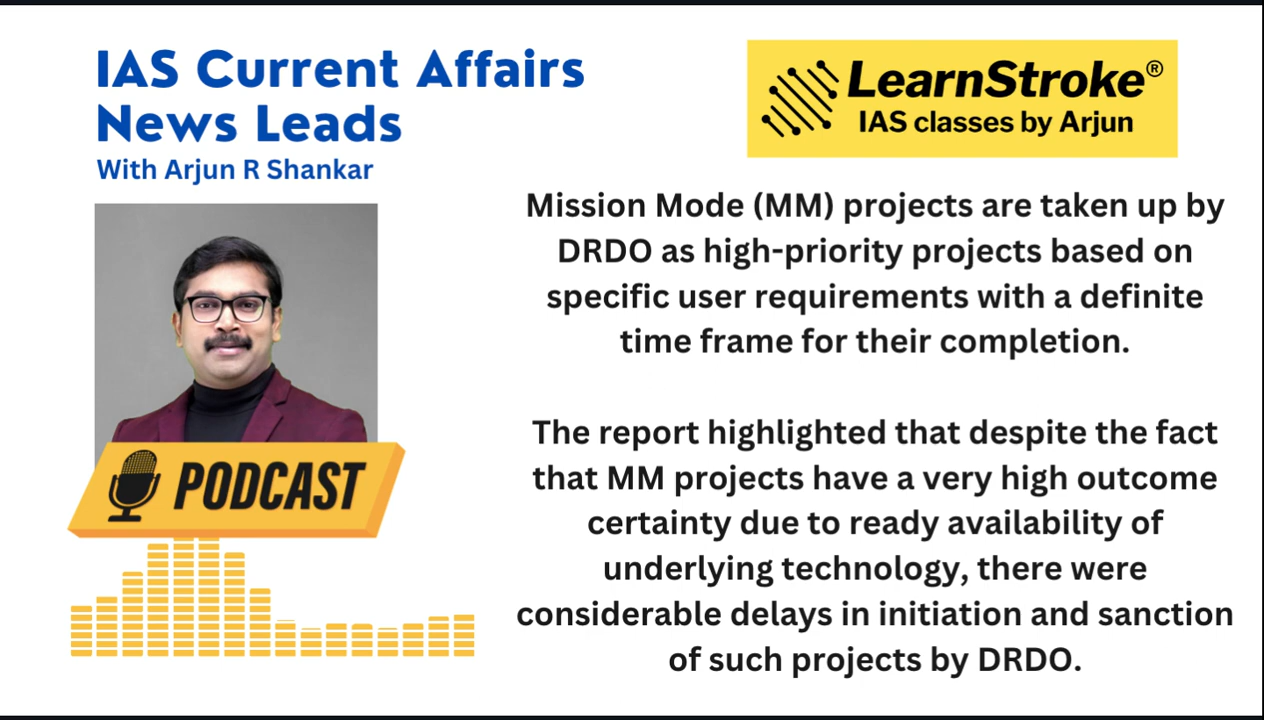 IAS Current Affairs
News Leads
With Arjun R Shankar
LearnStroke®
IAS classes by Arjun
Mission Mode (MM) projects are taken up by
DRDO as high-priority projects based on
specific user requirements with a definite
time frame for their completion.
The report highlighted that despite the fact
that MM projects have a very high outcome
certainty due to ready availability of
underlying technology, there were
considerable delays in initiation and sanction
of such projects by DRDO.
PODCAST